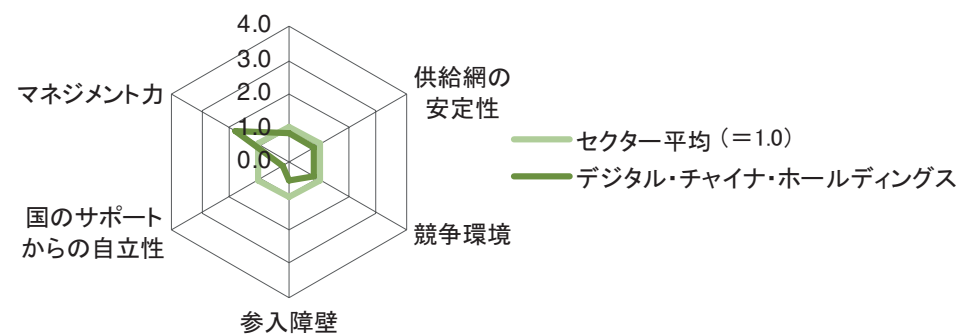 4.0
3.0
2.0
1.0
0.0
供給網の
安定性
マネジメント力
セクター平均（＝1.0）
デジタル・チャイナ・ホールディングス
国のサポート
からの自立性
競争環境
参入障壁